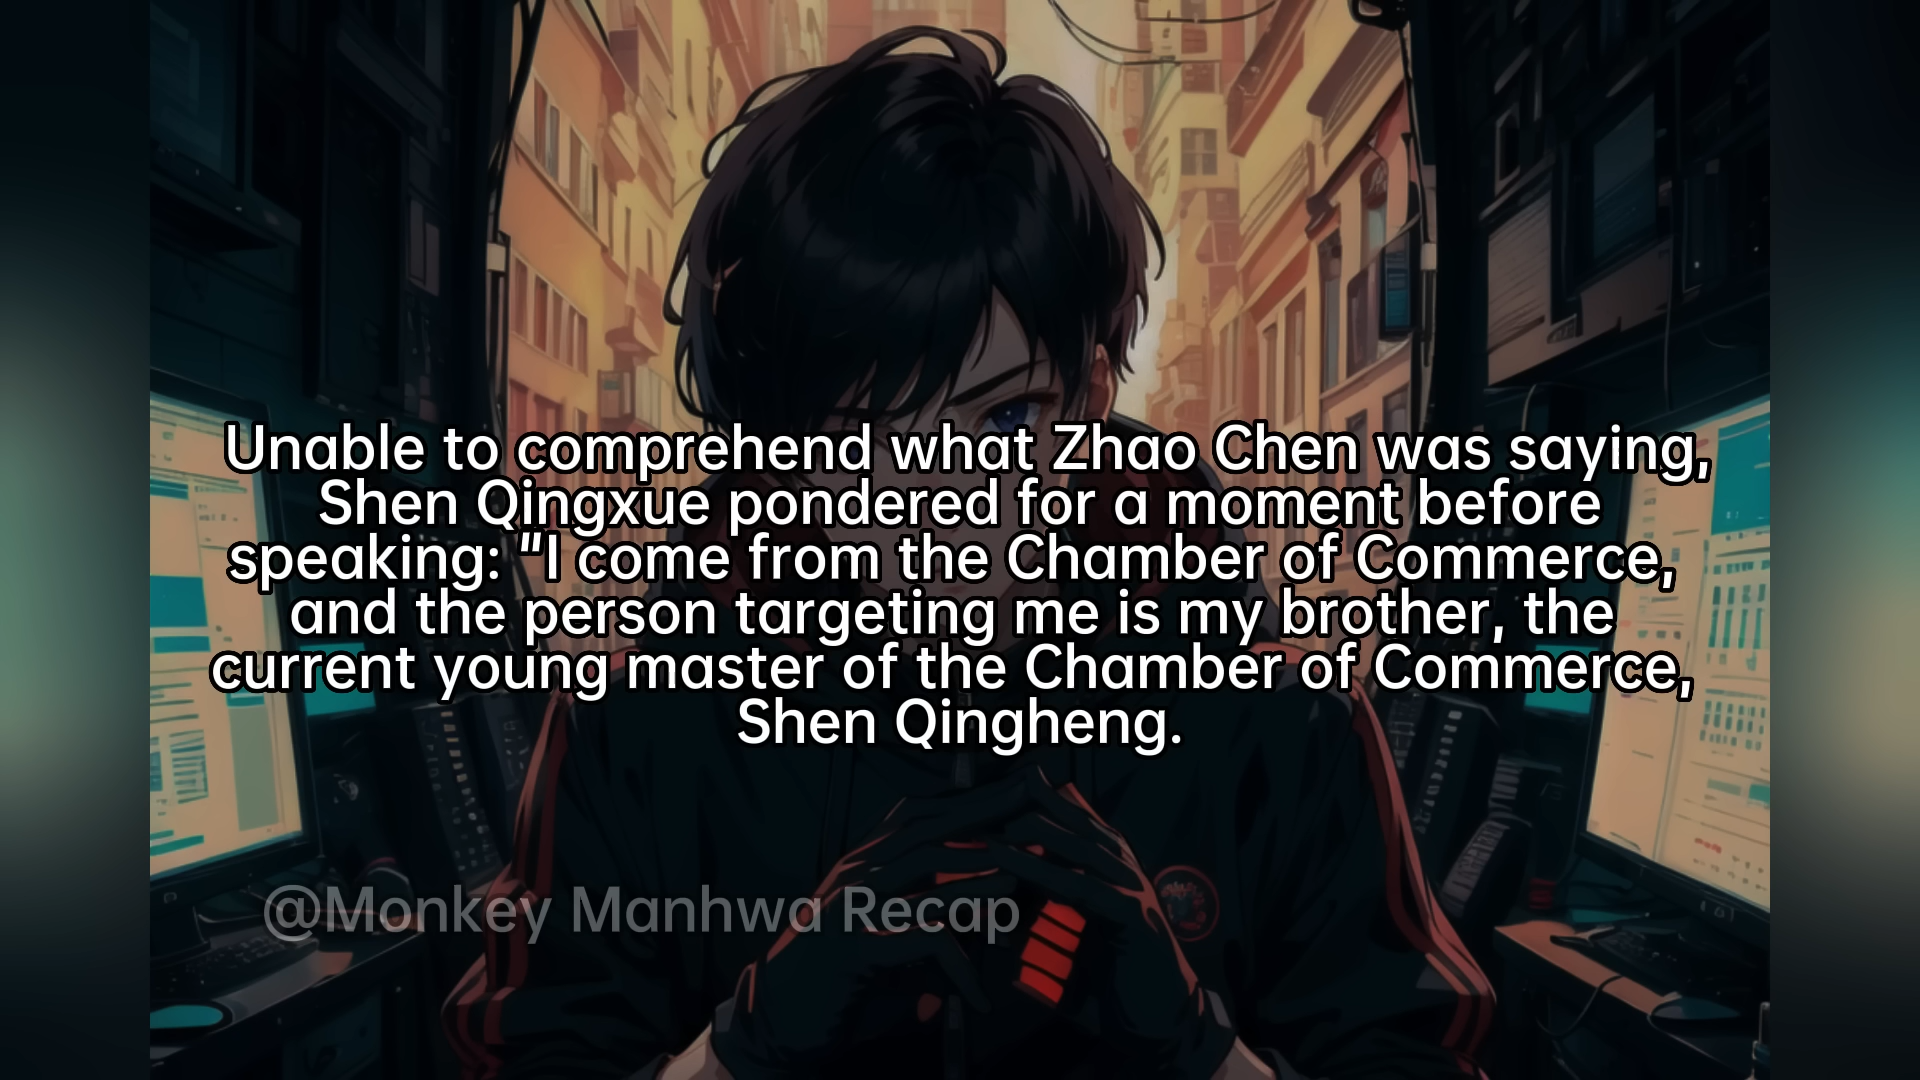 Unable to comprehend what Zhao Chen was saying,
Shen Qingxue pondered for a moment before
speaking: "I come from the Chamber of Commerce,
and the person targeting me is my brother, the
current young master of the Chamber of Commerce,
Shen Qingheng.
@Monkey Manhwa Recap